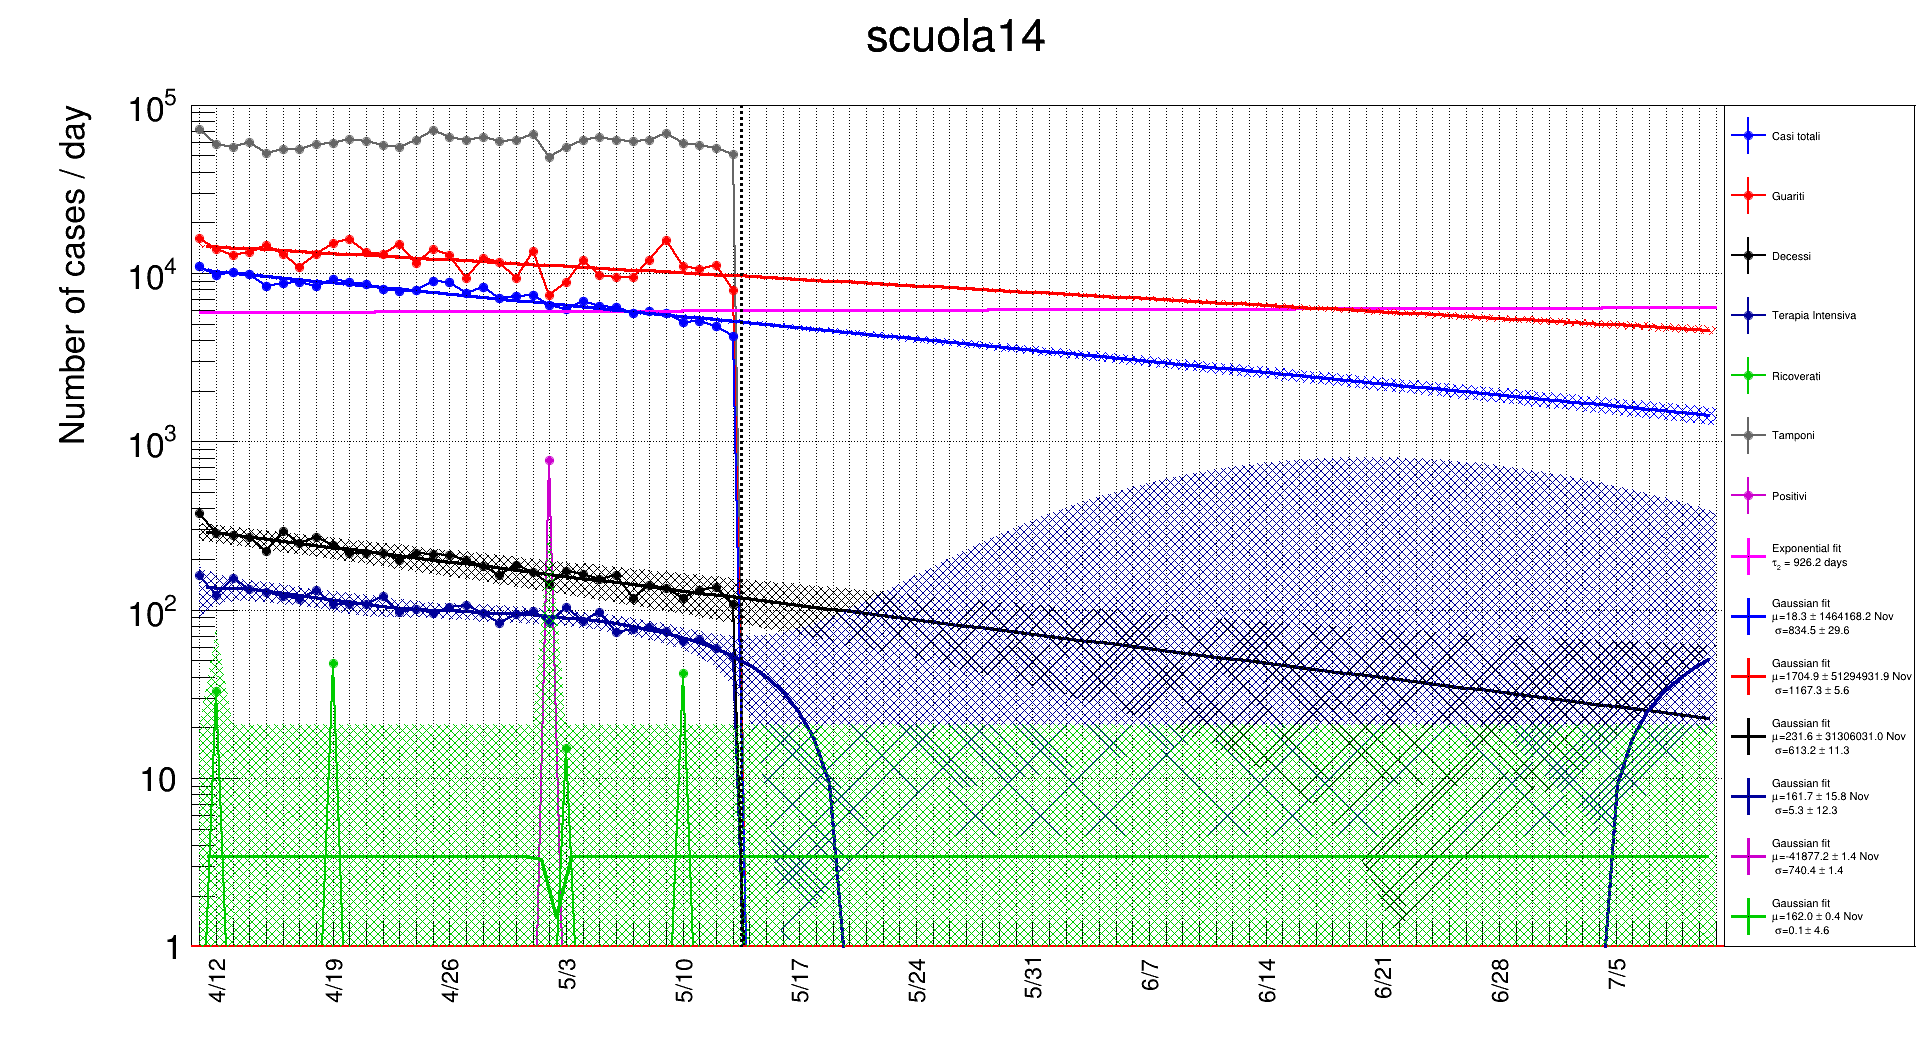 scuola14
Number of cases / day
10^5
10^4
10^3
10^2
10
1
4/12
4/19
4/26
5/3
5/10
5/17
5/24
5/31
6/7
6/14
6/21
6/28
7/5
Casi totali
Guariti
Decessi
Terapia Intensiva
Ricoverati
Tamponi
Positivi
Exponential fit
τ₂ = 926.2 days
Gaussian fit
μ=18.3 ± 1464168.2 Nov
σ=834.5 ± 29.6
Gaussian fit
μ=1704.9 ± 51294931.9 Nov
σ=1167.3 ± 5.6
Gaussian fit
μ=231.6 ± 31306031.0 Nov
σ=613.2 ± 11.3
Gaussian fit
μ=161.7 ± 15.8 Nov
σ=5.3 ± 12.3
Gaussian fit
μ=-41877.2 ± 1.4 Nov
σ=740.4 ± 1.4
Gaussian fit
μ=162.0 ± 0.4 Nov
σ=0.1 ± 4.6